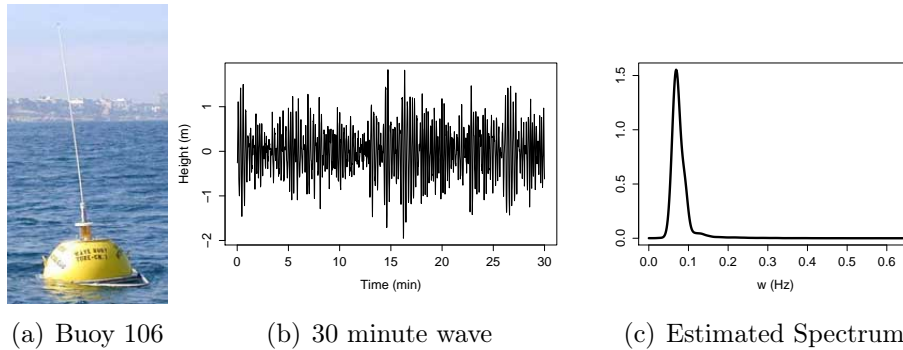 WAVE BUOY
Height (m)
1
0
−1
−2
0 5 10 15 20 25 30
Time (min)
1.5
1.0
0.5
0.0
0.0 0.1 0.2 0.3 0.4 0.5 0.6
w (Hz)
(a) Buoy 106
(b) 30 minute wave
(c) Estimated Spectrum